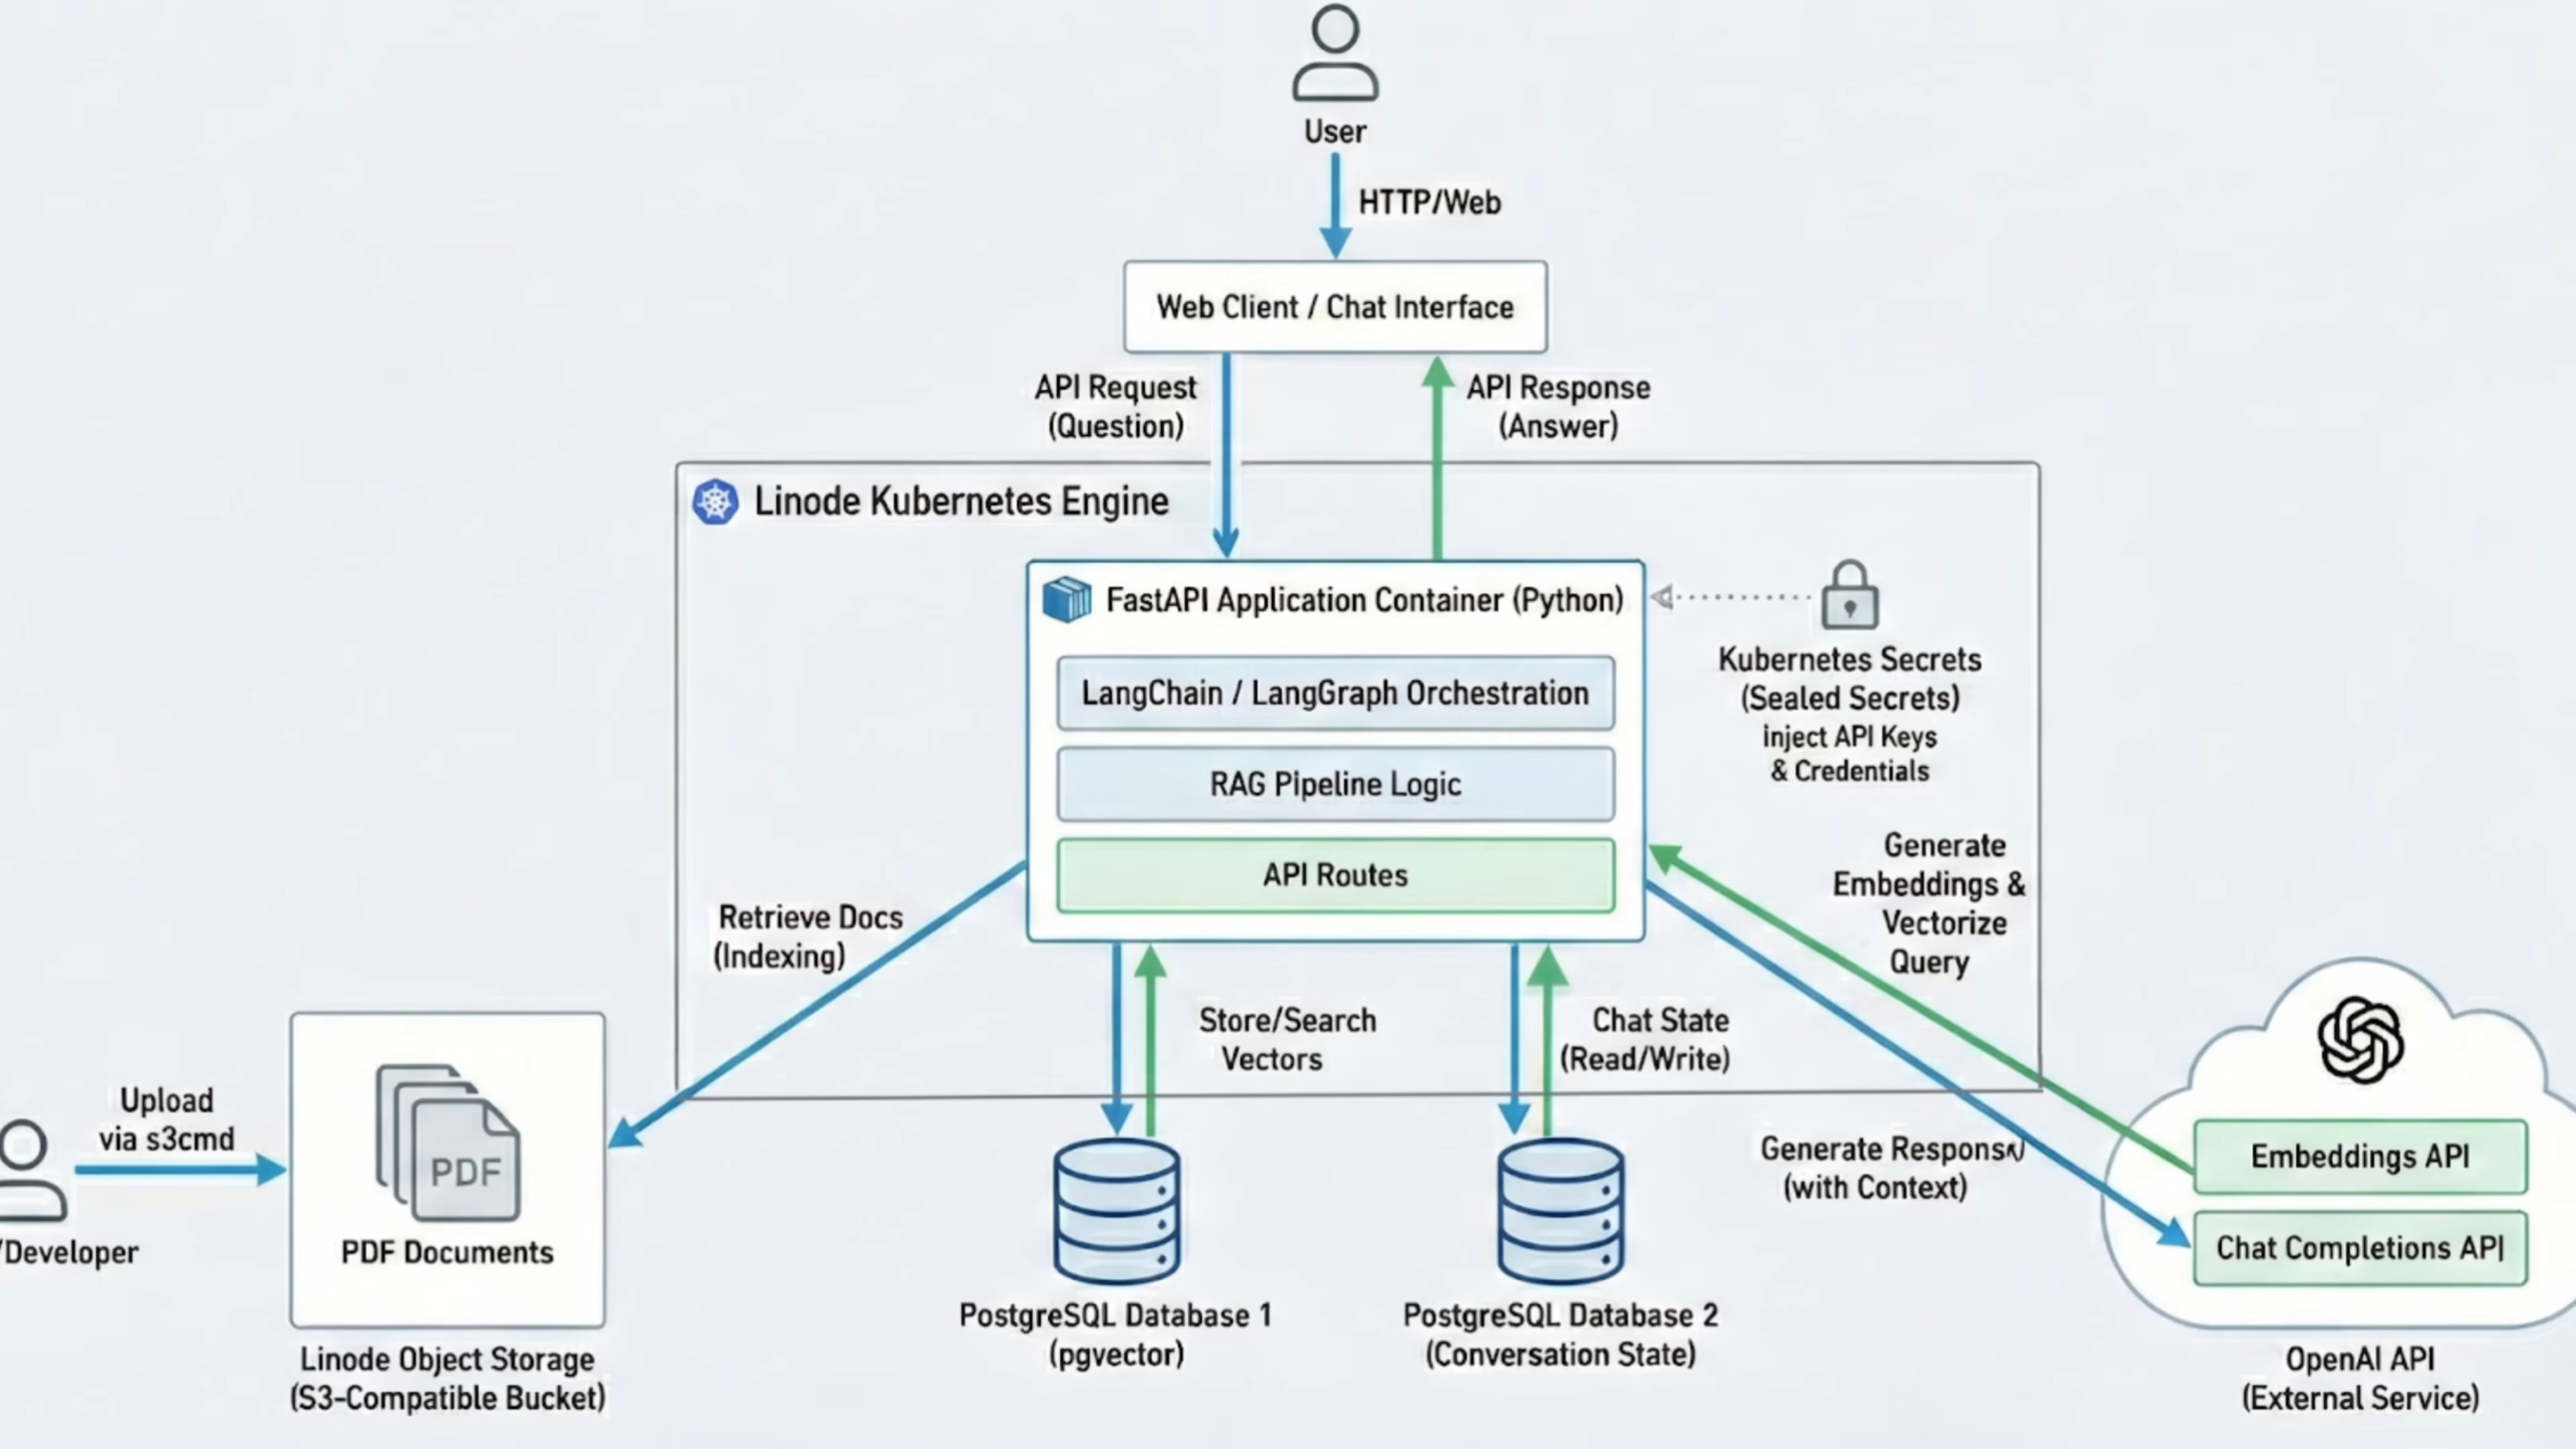 User
HTTP/Web
Web Client / Chat Interface
API Request
(Question)
API Response
(Answer)
Linode Kubernetes Engine
FastAPI Application Container (Python)
LangChain / LangGraph Orchestration
RAG Pipeline Logic
API Routes
Kubernetes Secrets
(Sealed Secrets)
inject API Keys
& Credentials
Generate
Embeddings &
Vectorize
Query
Retrieve Docs
(Indexing)
Store/Search
Vectors
Chat State
(Read/Write)
Upload
via s3cmd
/Developer
PDF
PDF Documents
Linode Object Storage
(S3-Compatible Bucket)
PostgreSQL Database 1
(pgvector)
PostgreSQL Database 2
(Conversation State)
Generate
(with Context)
Embeddings API
Chat Completions API
OpenAI API
(External Service)